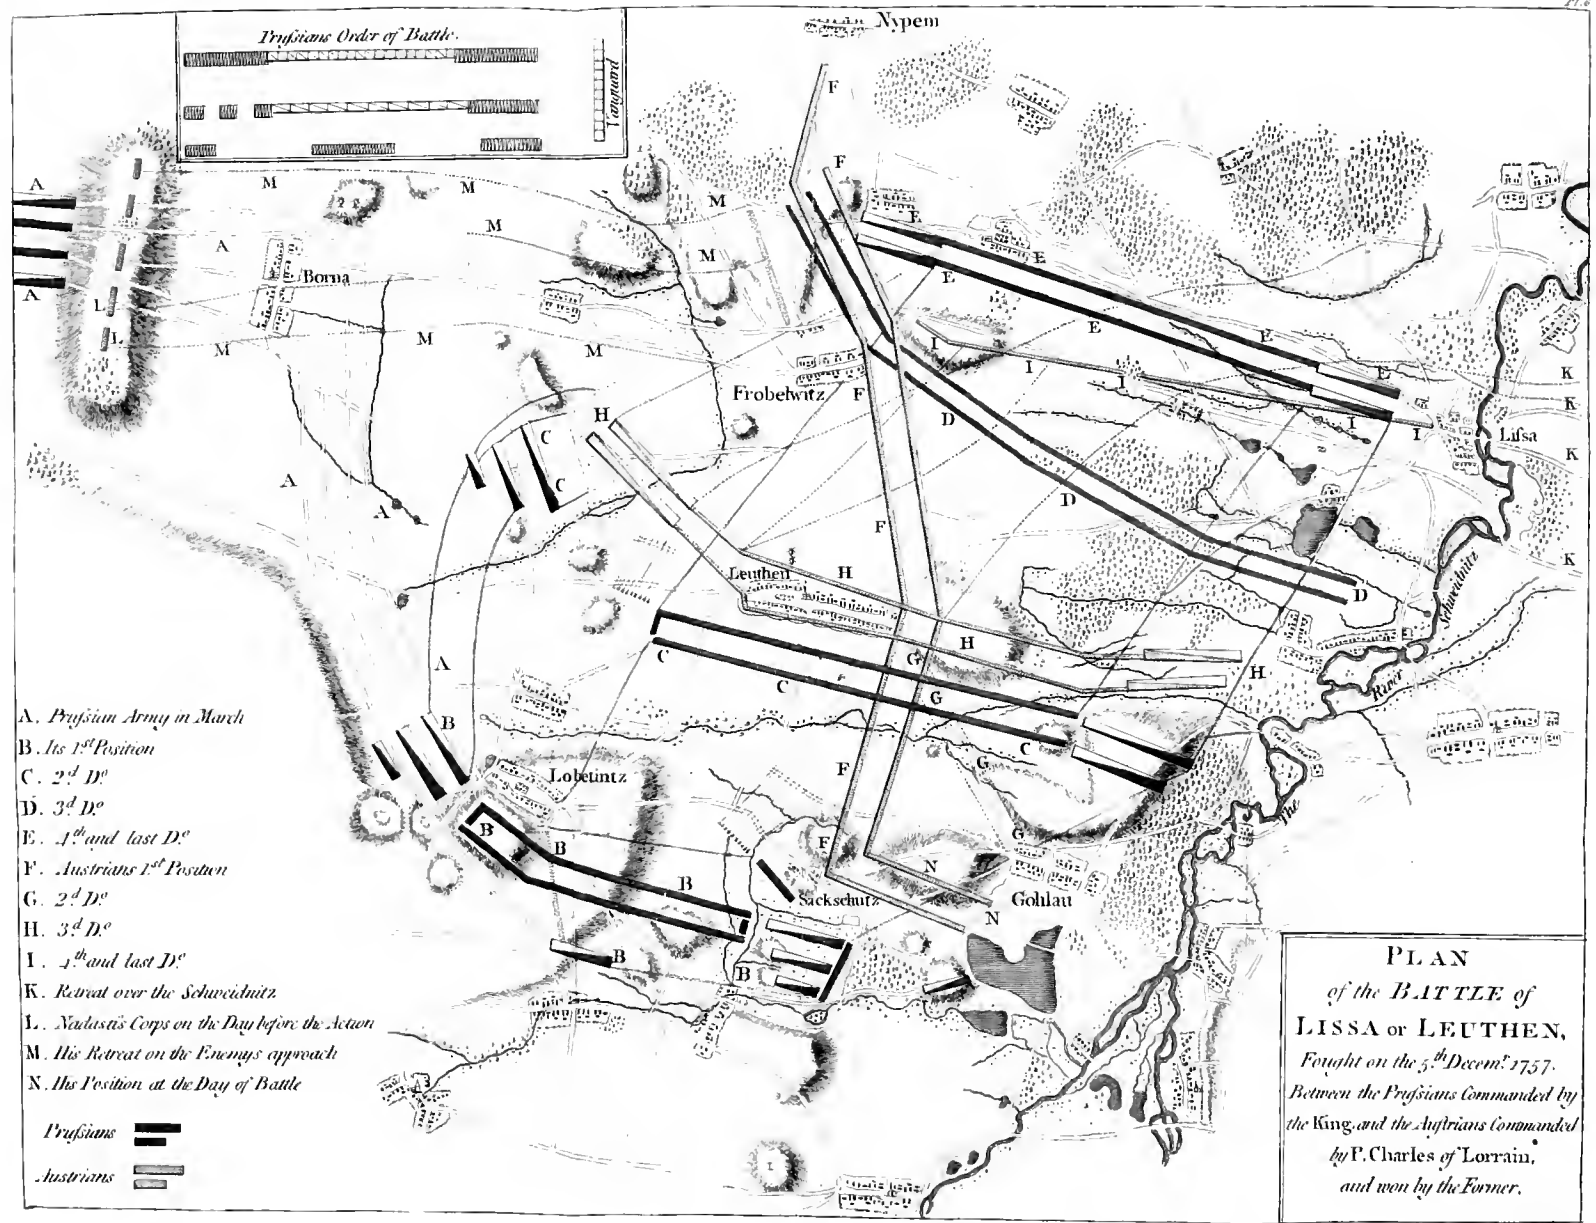 Nypem
Pruſsians Order of Battle.
Vanguard
Borna
Frobelwitz
Liſsa
Leuthen
Schweidnitz
River
The
Lobetintz
Sackschutz
Gohlau
A. Pruſsian Army in March
B. Its 1st Position
C. 2d Do
D. 3d Do
E. 4th and last Do
F. Austrians 1st Position
G. 2d Do
H. 3d Do
I. 4th and last Do
K. Retreat over the Schweidnitz
L. Nadasti's Corps on the Day before the Action
M. His Retreat on the Enemys approach
N. His Position at the Day of Battle
Pruſsians
Austrians
PLAN
of the BATTLE of
LISSA or LEUTHEN,
Fought on the 5th Decemr 1757.
Between the Pruſsians Commanded by
the King, and the Auſtrians Commanded
by P. Charles of Lorrain,
and won by the Former.